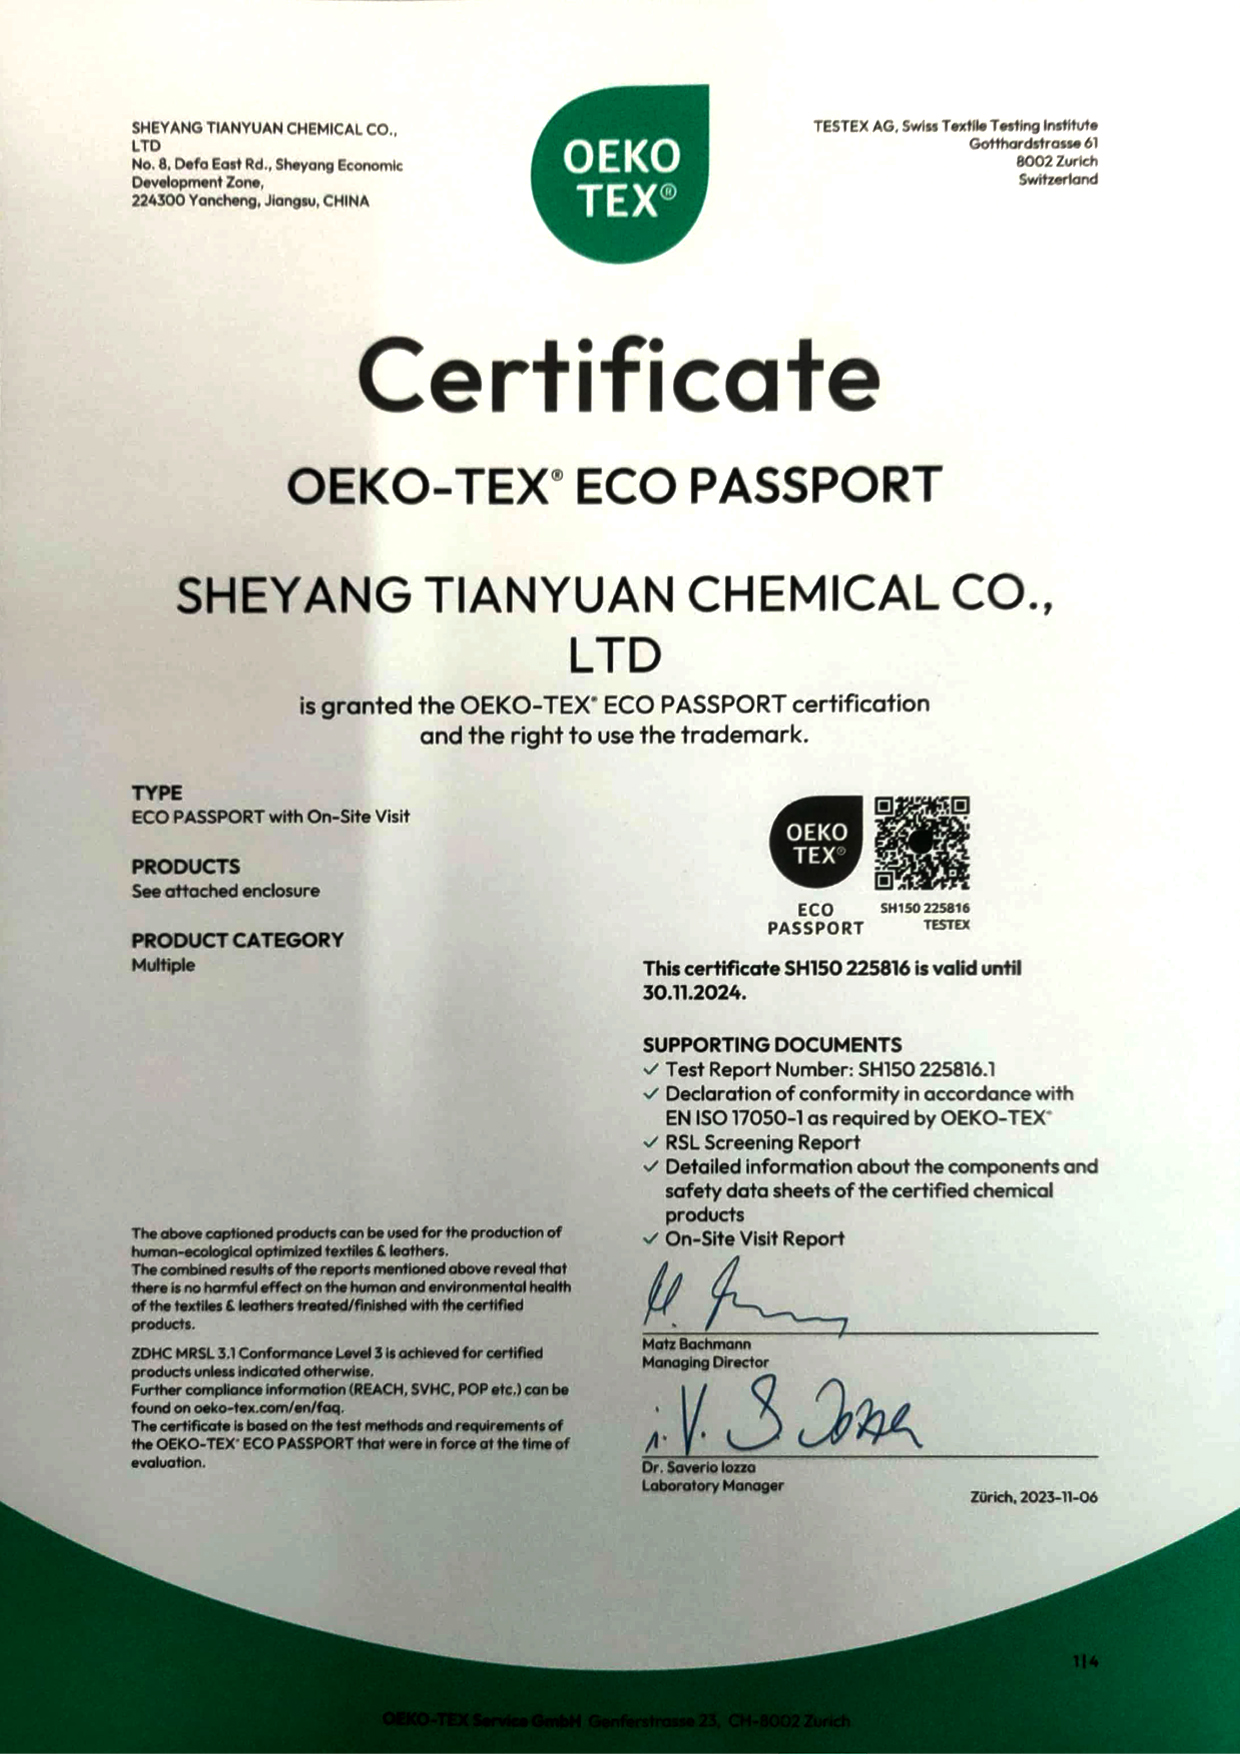 SHEYANG TIANYUAN CHEMICAL CO.,
LTD
No. 8, Defa East Rd., Sheyang Economic
Development Zone,
224300 Yancheng, Jiangsu, CHINA
OEKO
TEX®
TESTEX AG, Swiss Textile Testing Institute
Gotthardstrasse 61
8002 Zurich
Switzerland
Certificate
OEKO-TEX® ECO PASSPORT
SHEYANG TIANYUAN CHEMICAL CO.,
LTD
is granted the OEKO-TEX® ECO PASSPORT certification
and the right to use the trademark.
TYPE
ECO PASSPORT with On-Site Visit
PRODUCTS
See attached enclosure
PRODUCT CATEGORY
Multiple
The above captioned products can be used for the production of
human-ecological optimized textiles & leathers.
The combined results of the reports mentioned above reveal that
there is no harmful effect on the human and environmental health
of the textiles & leathers treated/finished with the certified
products.
ZDHC MRSL 3.1 Conformance Level 3 is achieved for certified
products unless indicated otherwise.
Further compliance information (REACH, SVHC, POP etc.) can be
found on oeko-tex.com/en/faq.
The certificate is based on the test methods and requirements of
the OEKO-TEX® ECO PASSPORT that were in force at the time of
evaluation.
OEKO
TEX®
ECO
PASSPORT
SH150 225816
TESTEX
This certificate SH150 225816 is valid until
30.11.2024.
SUPPORTING DOCUMENTS
✓ Test Report Number: SH150 225816.1
✓ Declaration of conformity in accordance with
EN ISO 17050-1 as required by OEKO-TEX®
✓ RSL Screening Report
✓ Detailed information about the components and
safety data sheets of the certified chemical
products
✓ On-Site Visit Report
Matz Bachmann
Managing Director
Dr. Saverio Iozza
Laboratory Manager
Zürich, 2023-11-06
1|4
OEKO-TEX Service GmbH Genferstrasse 23, CH-8002 Zurich